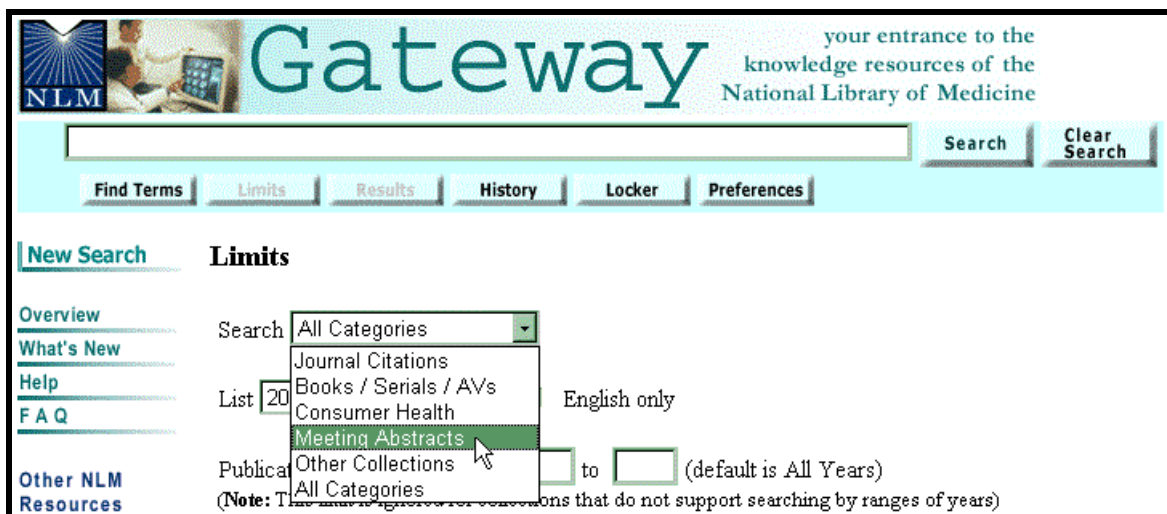 NLM
Gateway
your entrance to the
knowledge resources of the
National Library of Medicine
Search
Clear
Search
Find Terms
Limits
Results
History
Locker
Preferences
New Search
Limits
Overview
What's New
Help
F A Q
Other NLM
Resources
Search All Categories
Journal Citations
Books / Serials / AVs
Consumer Health
Meeting Abstracts
Other Collections
All Categories
List 20 English only
to (default is All Years)
(Note: collections that do not support searching by ranges of years)